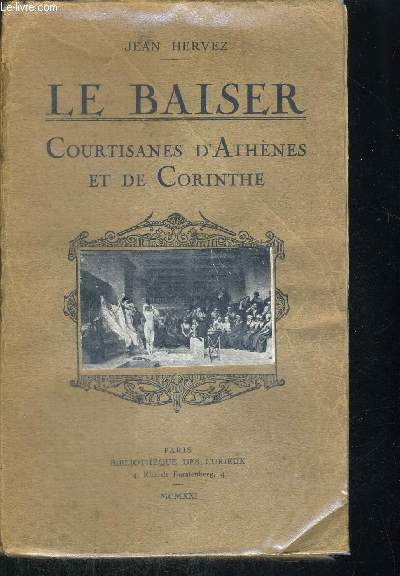 Le-livre.com
JEAN HERVEZ
LE BAISER
COURTISANES D'ATHÈNES
ET DE CORINTHE
PARIS
BIBLIOTHÈQUE DES CURIEUX
4, Rue de Furstenberg, 4
MCMXXI